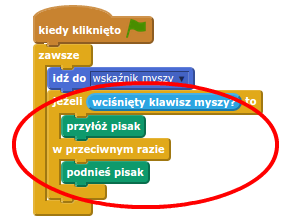 kiedy kliknięto
zawsze
idź do wskaźnik myszy
jeżeli wciśnięty klawisz myszy? to
przyłóż pisak
w przeciwnym razie
podnieś pisak